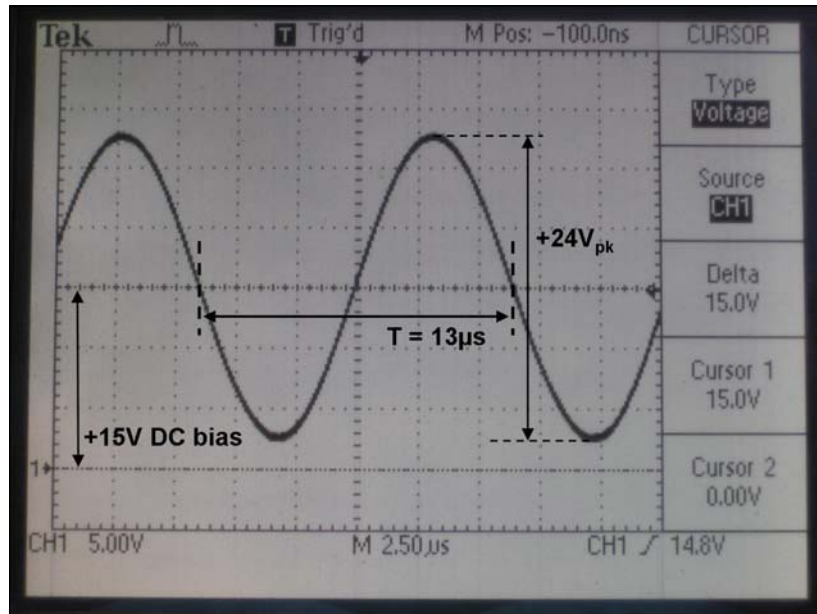 Tek T Trig'd M Pos: -100.0ns CURSOR
Type
Voltage
Source
CH1
+24Vpk
Delta
15.0V
T = 13µs
Cursor 1
15.0V
+15V DC bias
1
Cursor 2
0.00V
CH1 5.00V M 2.50µs CH1 14.8V